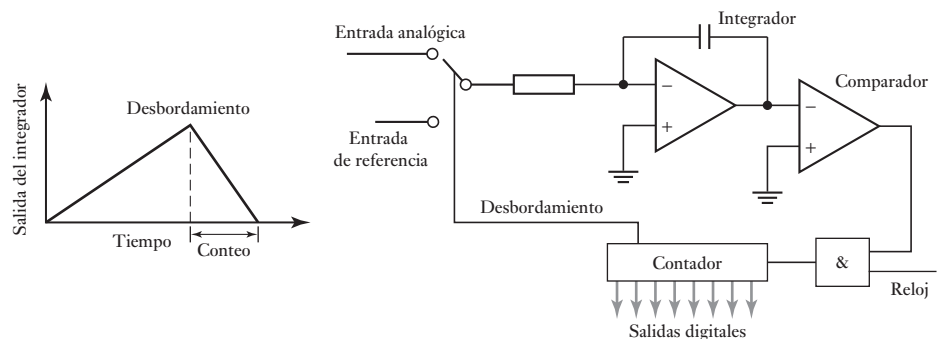 Salida del integrador
Desbordamiento
Tiempo
Conteo
Entrada analógica
Entrada
de referencia
Integrador
−
+
Comparador
−
+
Desbordamiento
Contador
&
Reloj
Salidas digitales